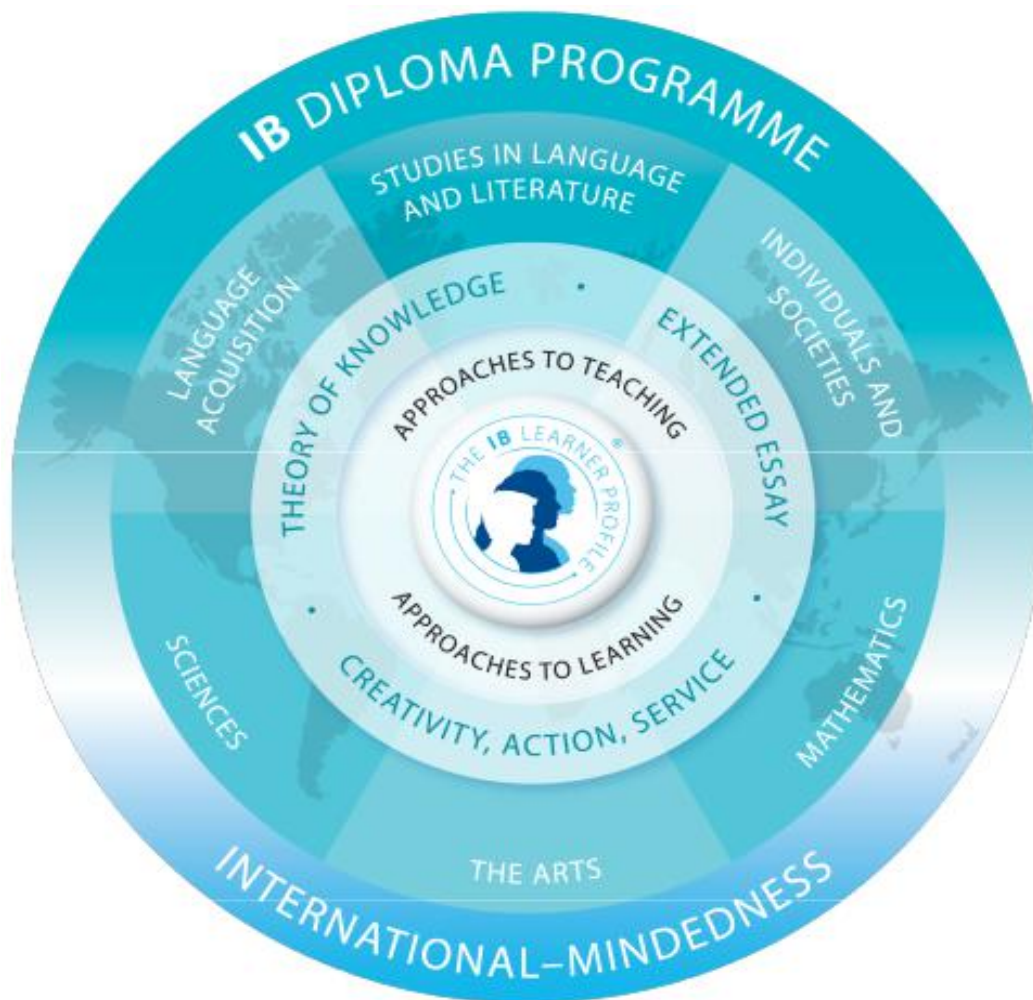 IB DIPLOMA PROGRAMME
STUDIES IN LANGUAGE
AND LITERATURE
LANGUAGE
ACQUISITION
INDIVIDUALS AND
SOCIETIES
THEORY OF KNOWLEDGE
EXTENDED ESSAY
APPROACHES TO TEACHING
• THE IB LEARNER PROFILE • ®
APPROACHES TO LEARNING
CREATIVITY, ACTION, SERVICE
SCIENCES
MATHEMATICS
THE ARTS
INTERNATIONAL–MINDEDNESS